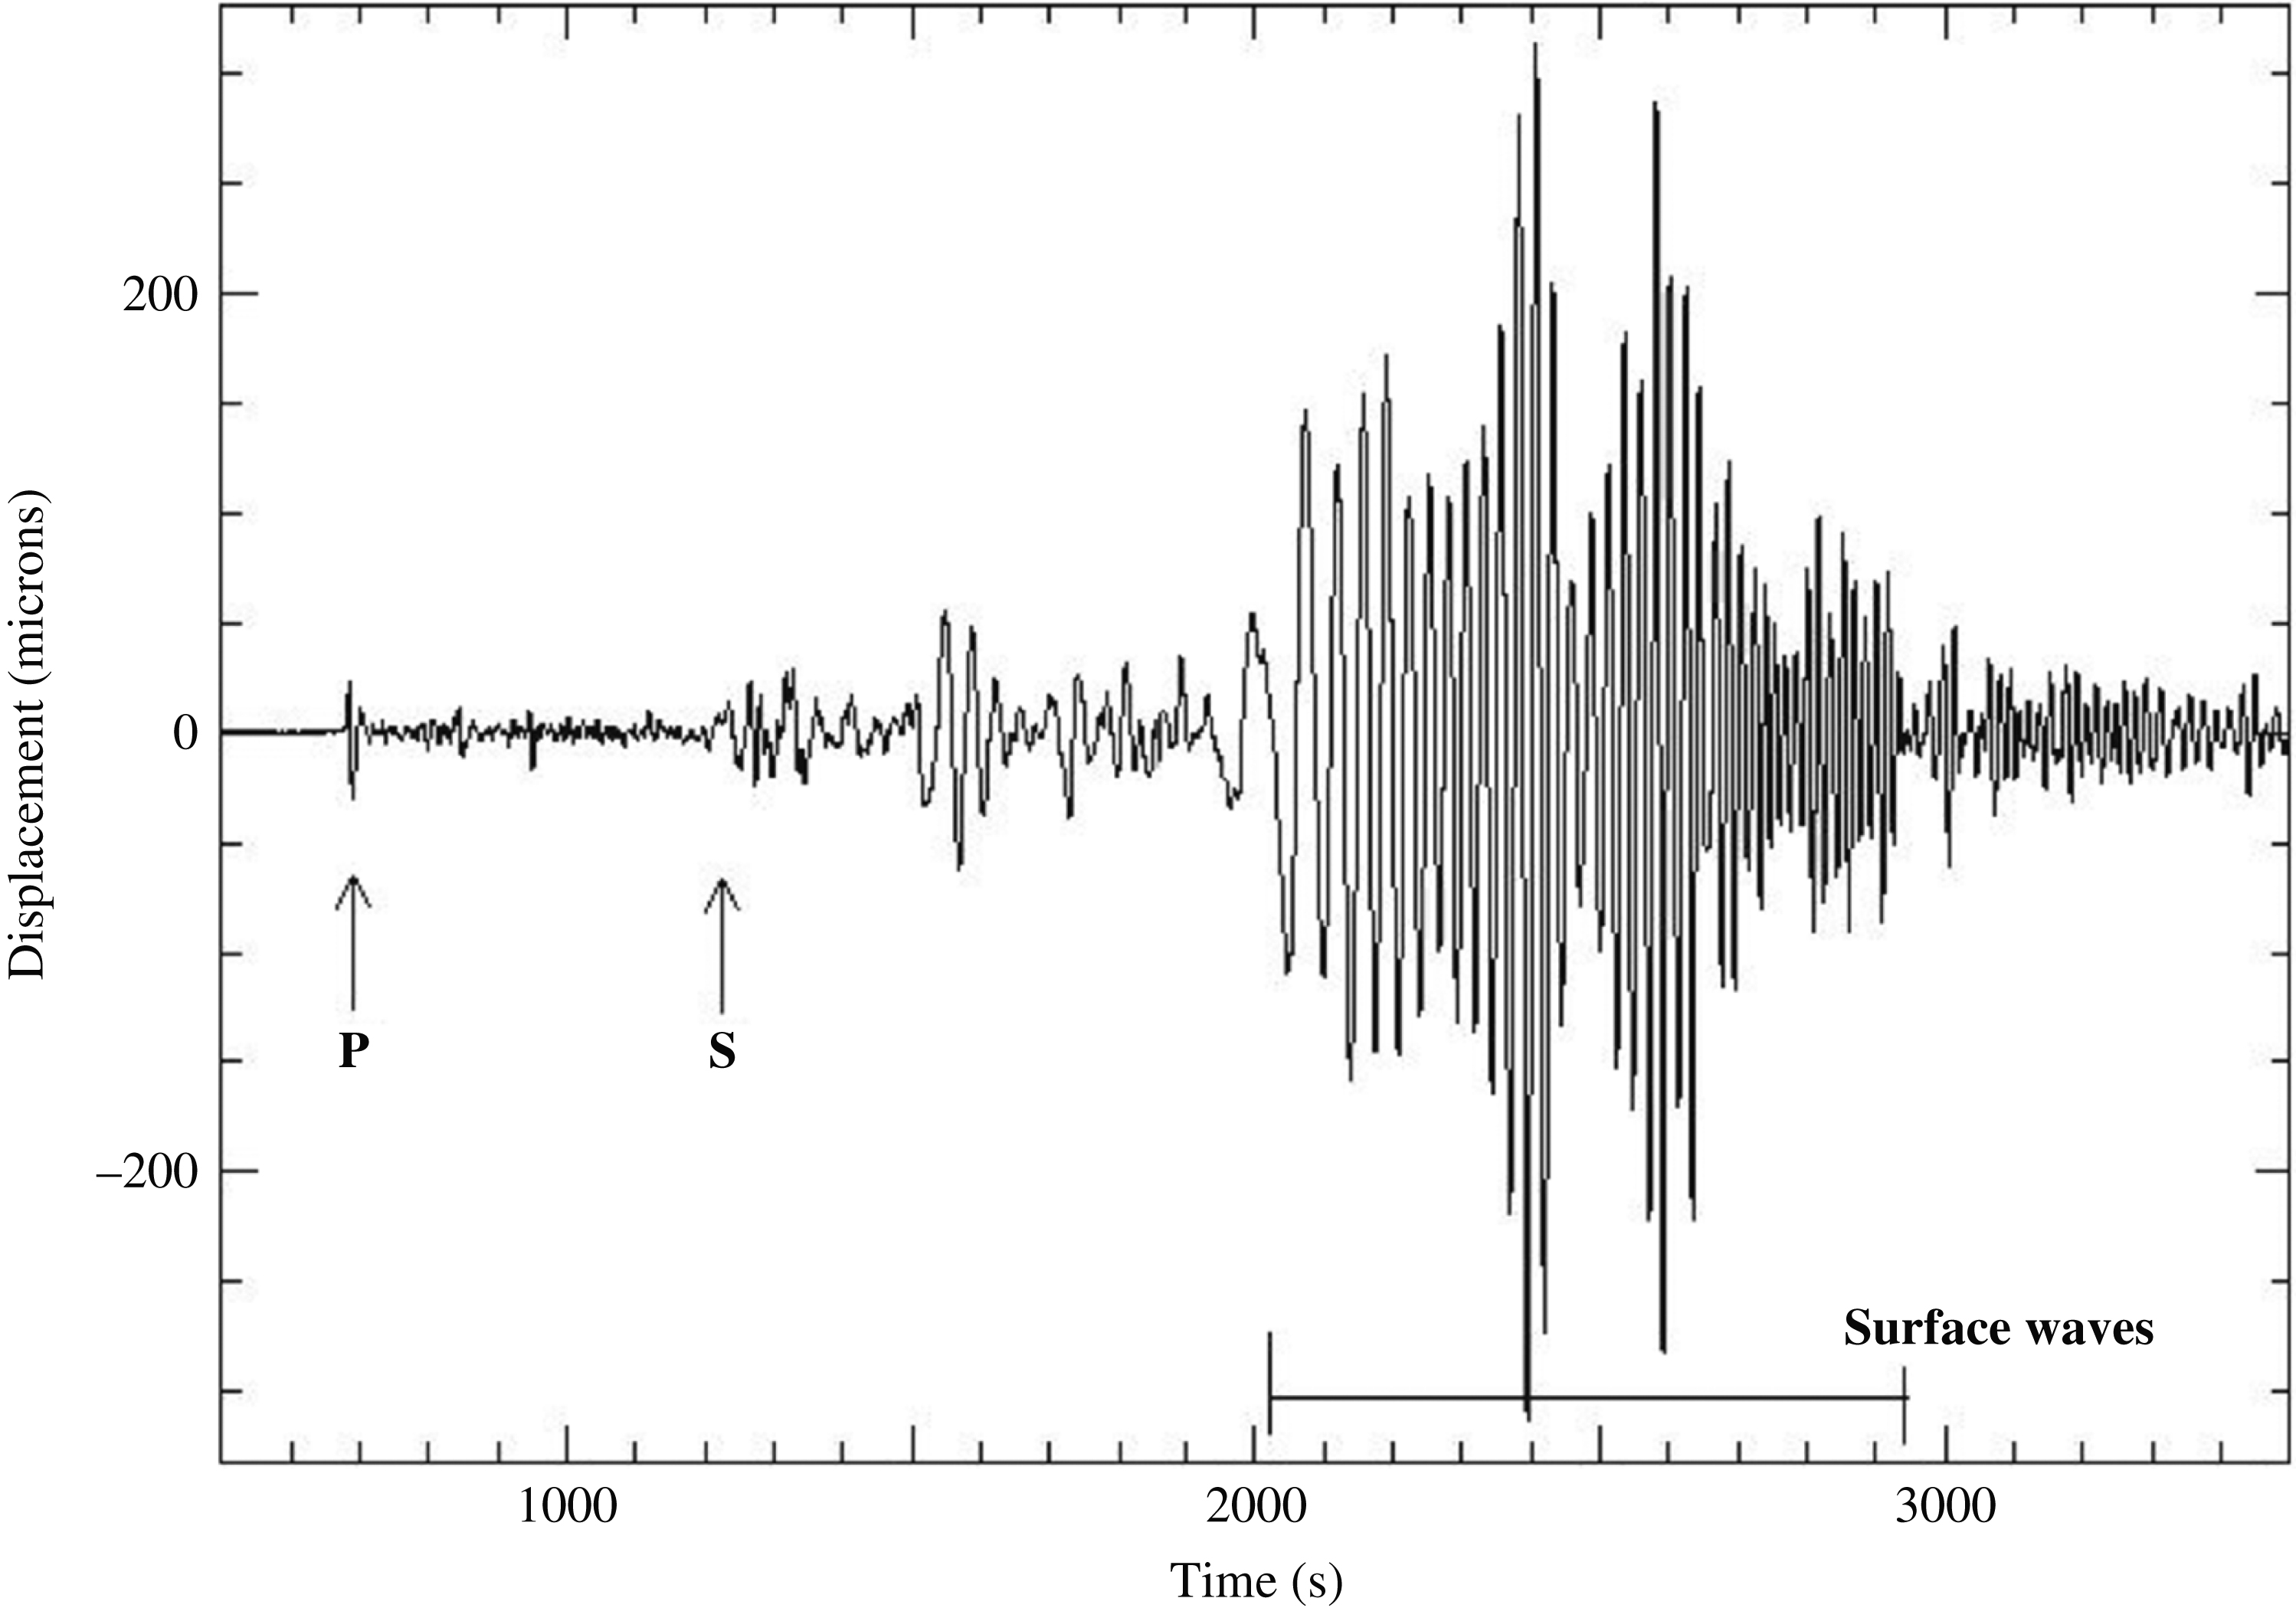 Displacement (microns)
200
0
–200
P
S
Surface waves
1000
2000
3000
Time (s)